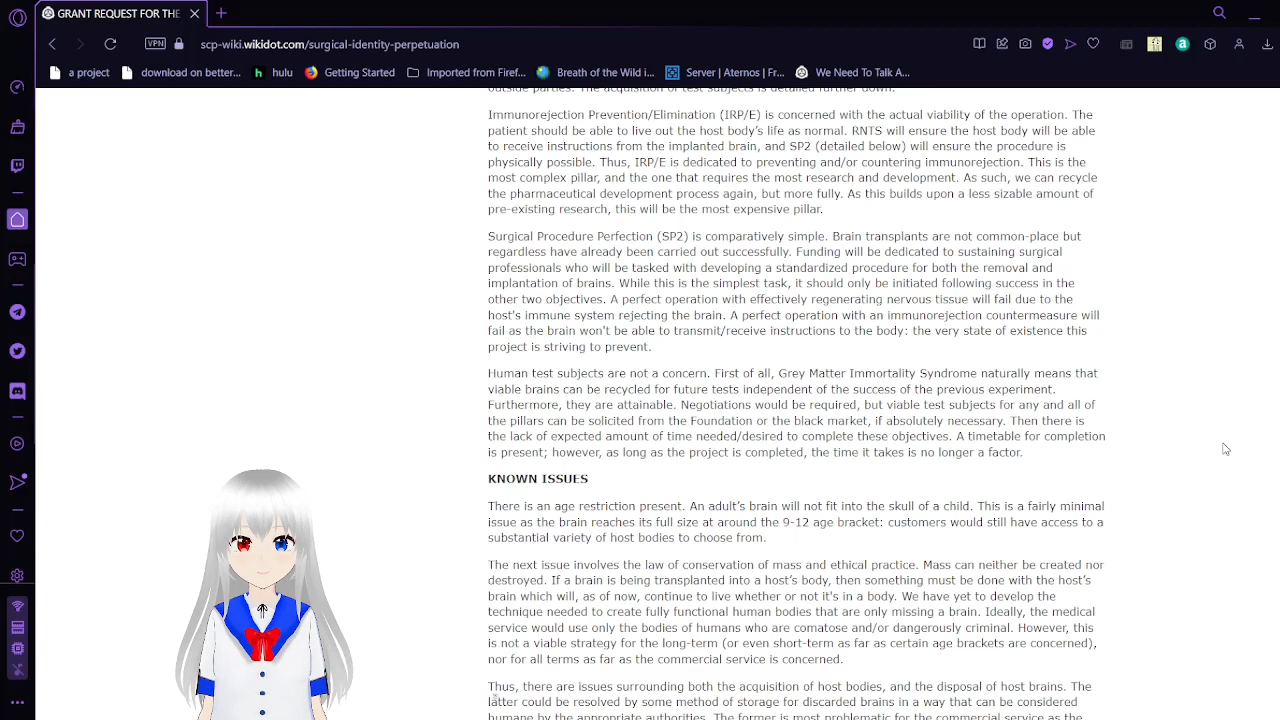 GRANT REQUEST FOR THE
VPN
scp-wiki.wikidot.com/surgical-identity-perpetuation
a project
download on better...
hulu
Getting Started
Imported from Firef...
Breath of the Wild i...
Server | Aternos | Fr...
We Need To Talk A...
outside parties. The acquisition of test subjects is detailed further down.
Immunorejection Prevention/Elimination (IRP/E) is concerned with the actual viability of the operation. The
patient should be able to live out the host body's life as normal. RNTS will ensure the host body will be able
to receive instructions from the implanted brain, and SP2 (detailed below) will ensure the procedure is
physically possible. Thus, IRP/E is dedicated to preventing and/or countering immunorejection. This is the
most complex pillar, and the one that requires the most research and development. As such, we can recycle
the pharmaceutical development process again, but more fully. As this builds upon a less sizable amount of
pre-existing research, this will be the most expensive pillar.
Surgical Procedure Perfection (SP2) is comparatively simple. Brain transplants are not common-place but
regardless have already been carried out successfully. Funding will be dedicated to sustaining surgical
professionals who will be tasked with developing a standardized procedure for both the removal and
implantation of brains. While this is the simplest task, it should only be initiated following success in the
other two objectives. A perfect operation with effectively regenerating nervous tissue will fail due to the
host's immune system rejecting the brain. A perfect operation with an immunorejection countermeasure will
fail as the brain won't be able to transmit/receive instructions to the body: the very state of existence this
project is striving to prevent.
Human test subjects are not a concern. First of all, Grey Matter Immortality Syndrome naturally means that
viable brains can be recycled for future tests independent of the success of the previous experiment.
Furthermore, they are attainable. Negotiations would be required, but viable test subjects for any and all of
the pillars can be solicited from the Foundation or the black market, if absolutely necessary. Then there is
the lack of expected amount of time needed/desired to complete these objectives. A timetable for completion
is present; however, as long as the project is completed, the time it takes is no longer a factor.
KNOWN ISSUES
There is an age restriction present. An adult's brain will not fit into the skull of a child. This is a fairly minimal
issue as the brain reaches its full size at around the 9-12 age bracket: customers would still have access to a
substantial variety of host bodies to choose from.
The next issue involves the law of conservation of mass and ethical practice. Mass can neither be created nor
destroyed. If a brain is being transplanted into a host's body, then something must be done with the host's
brain which will, as of now, continue to live whether or not it's in a body. We have yet to develop the
technique needed to create fully functional human bodies that are only missing a brain. Ideally, the medical
service would use only the bodies of humans who are comatose and/or dangerously criminal. However, this
is not a viable strategy for the long-term (or even short-term as far as certain age brackets are concerned),
nor for all terms as far as the commercial service is concerned.
Thus, there are issues surrounding both the acquisition of host bodies, and the disposal of host brains. The
latter could be resolved by some method of storage for discarded brains in a way that can be considered
humane by the appropriate authorities. The former is most problematic for the commercial service as the